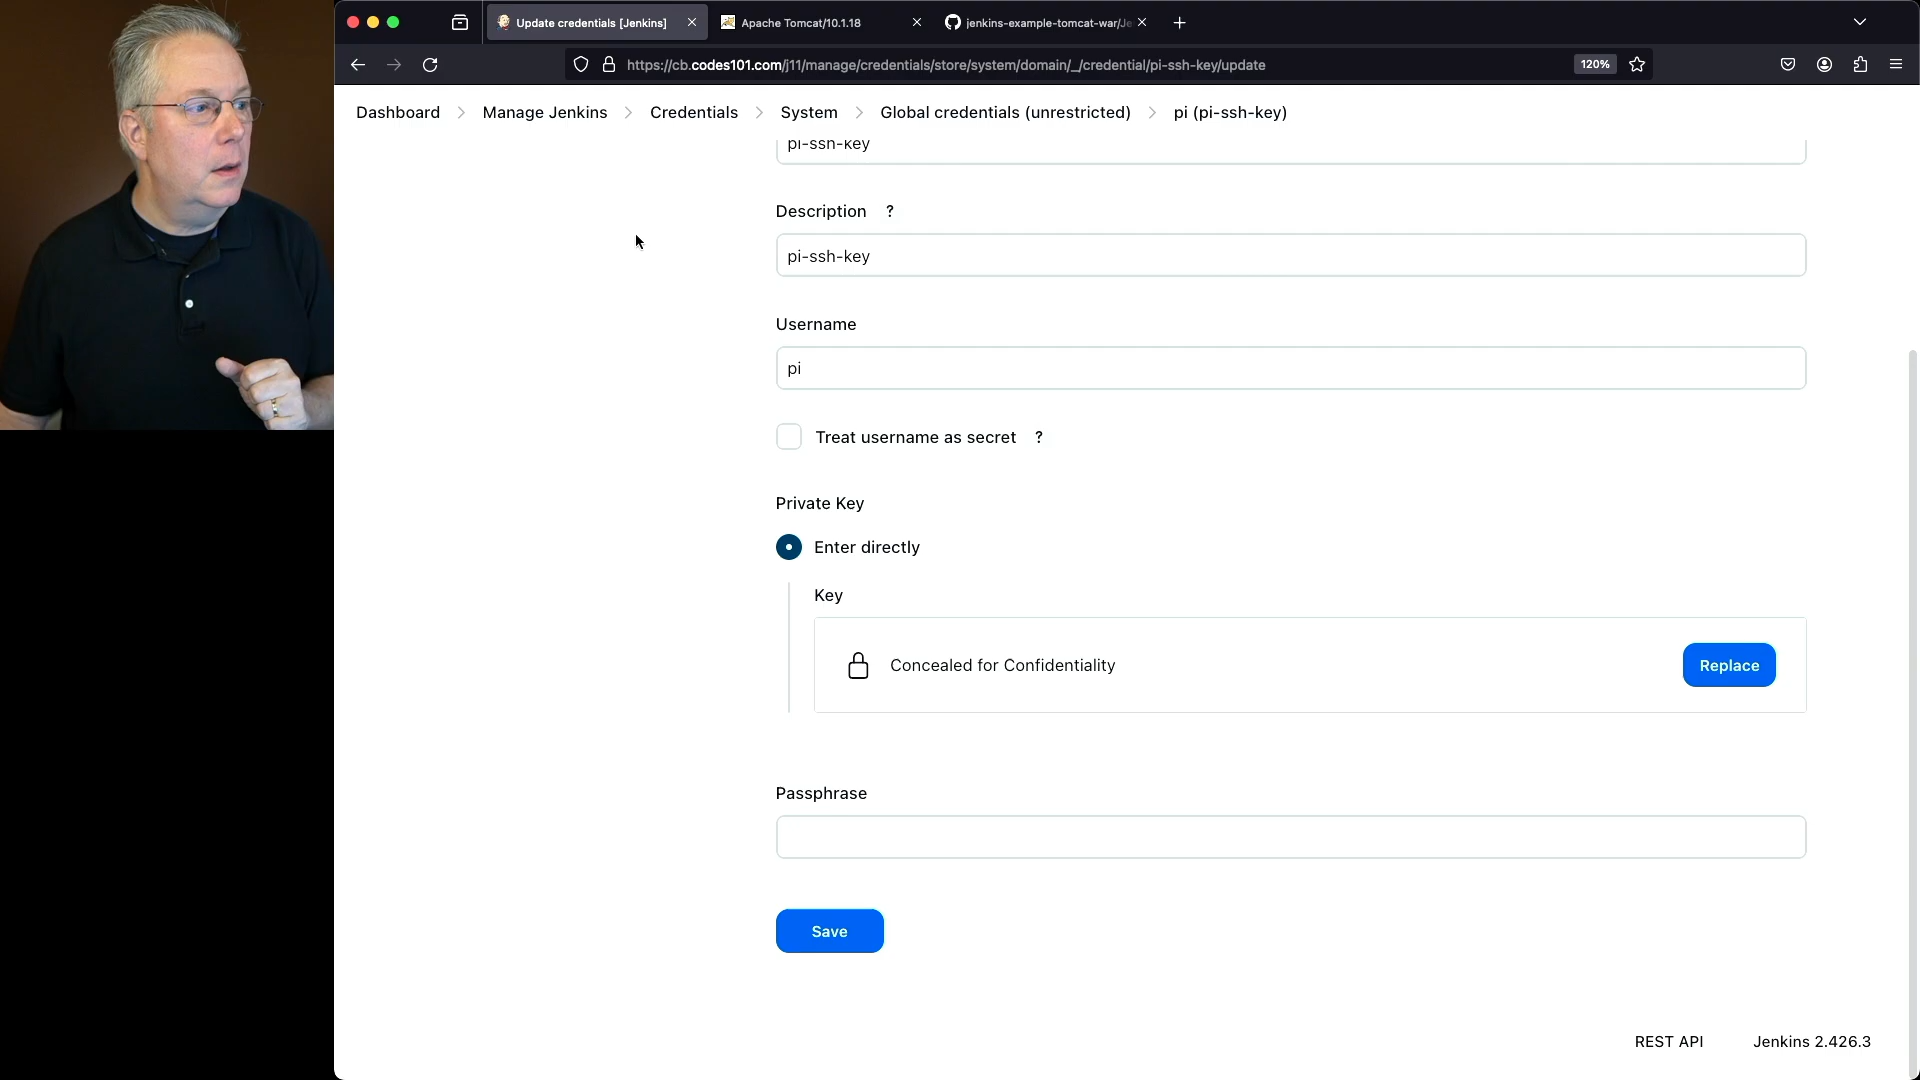 Update credentials [Jenkins]
Apache Tomcat/10.1.18
jenkins-example-tomcat-war/Je
https://cb.codes101.com/j11/manage/credentials/store/system/domain/_/credential/pi-ssh-key/update
120%
Dashboard
Manage Jenkins
Credentials
System
Global credentials (unrestricted)
pi (pi-ssh-key)
pi-ssh-key
Description ?
pi-ssh-key
Username
pi
Treat username as secret ?
Private Key
Enter directly
Key
Concealed for Confidentiality
Replace
Passphrase
Save
REST API
Jenkins 2.426.3